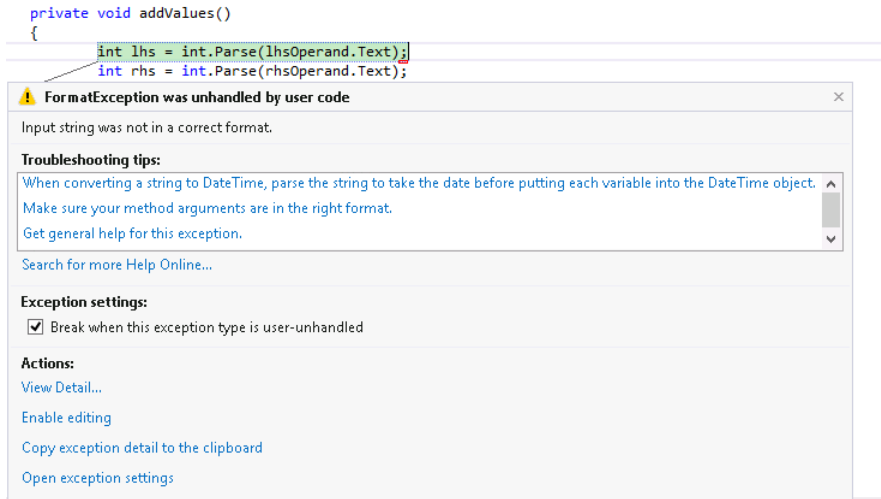 private void addValues()
{
int lhs = int.Parse(lhsOperand.Text);
int rhs = int.Parse(rhsOperand.Text);
FormatException was unhandled by user code
Input string was not in a correct format.
Troubleshooting tips:
When converting a string to DateTime, parse the string to take the date before putting each variable into the DateTime object.
Make sure your method arguments are in the right format.
Get general help for this exception.
Search for more Help Online...
Exception settings:
Break when this exception type is user-unhandled
Actions:
View Detail...
Enable editing
Copy exception detail to the clipboard
Open exception settings